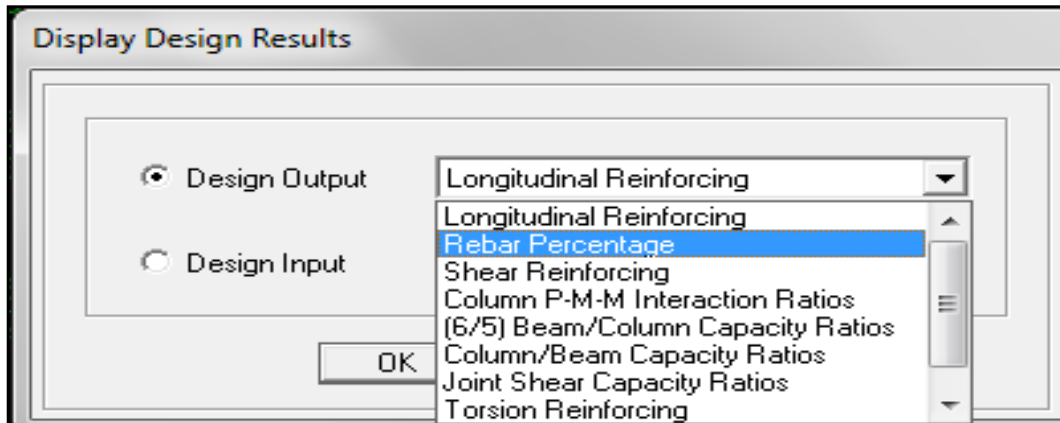 Display Design Results
Design Output
Longitudinal Reinforcing
Longitudinal Reinforcing
Rebar Percentage
Design Input
Shear Reinforcing
Column P-M-M Interaction Ratios
(6/5) Beam/Column Capacity Ratios
OK
Column/Beam Capacity Ratios
Joint Shear Capacity Ratios
Torsion Reinforcing